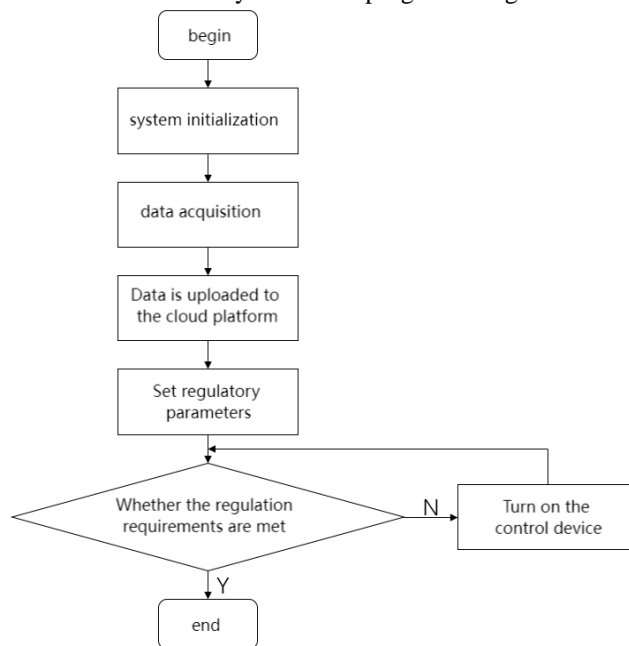 begin
system initialization
data acquisition
Data is uploaded to
the cloud platform
Set regulatory
parameters
Whether the regulation
requirements are met
N
Turn on the
control device
Y
end